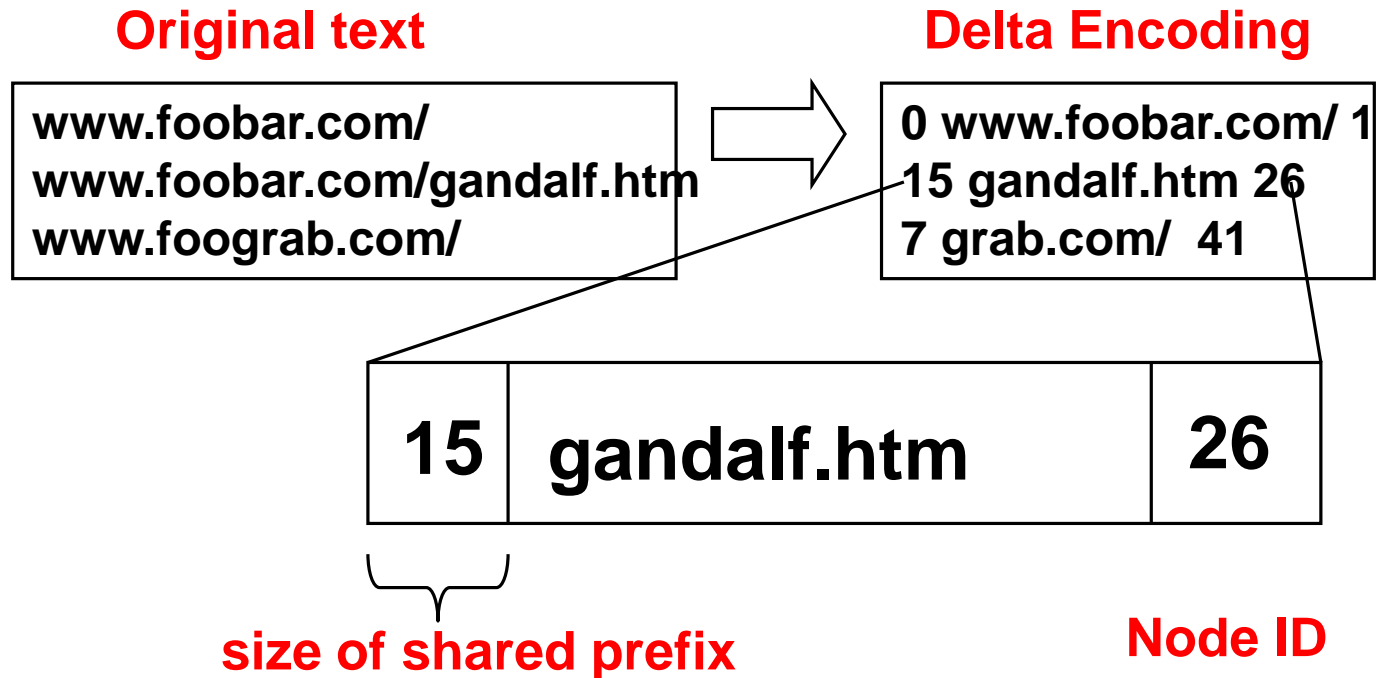 Original text
Delta Encoding
www.foobar.com/
www.foobar.com/gandalf.htm
www.foograb.com/
0 www.foobar.com/ 1
15 gandalf.htm 26
7 grab.com/ 41
15 gandalf.htm 26
size of shared prefix
Node ID